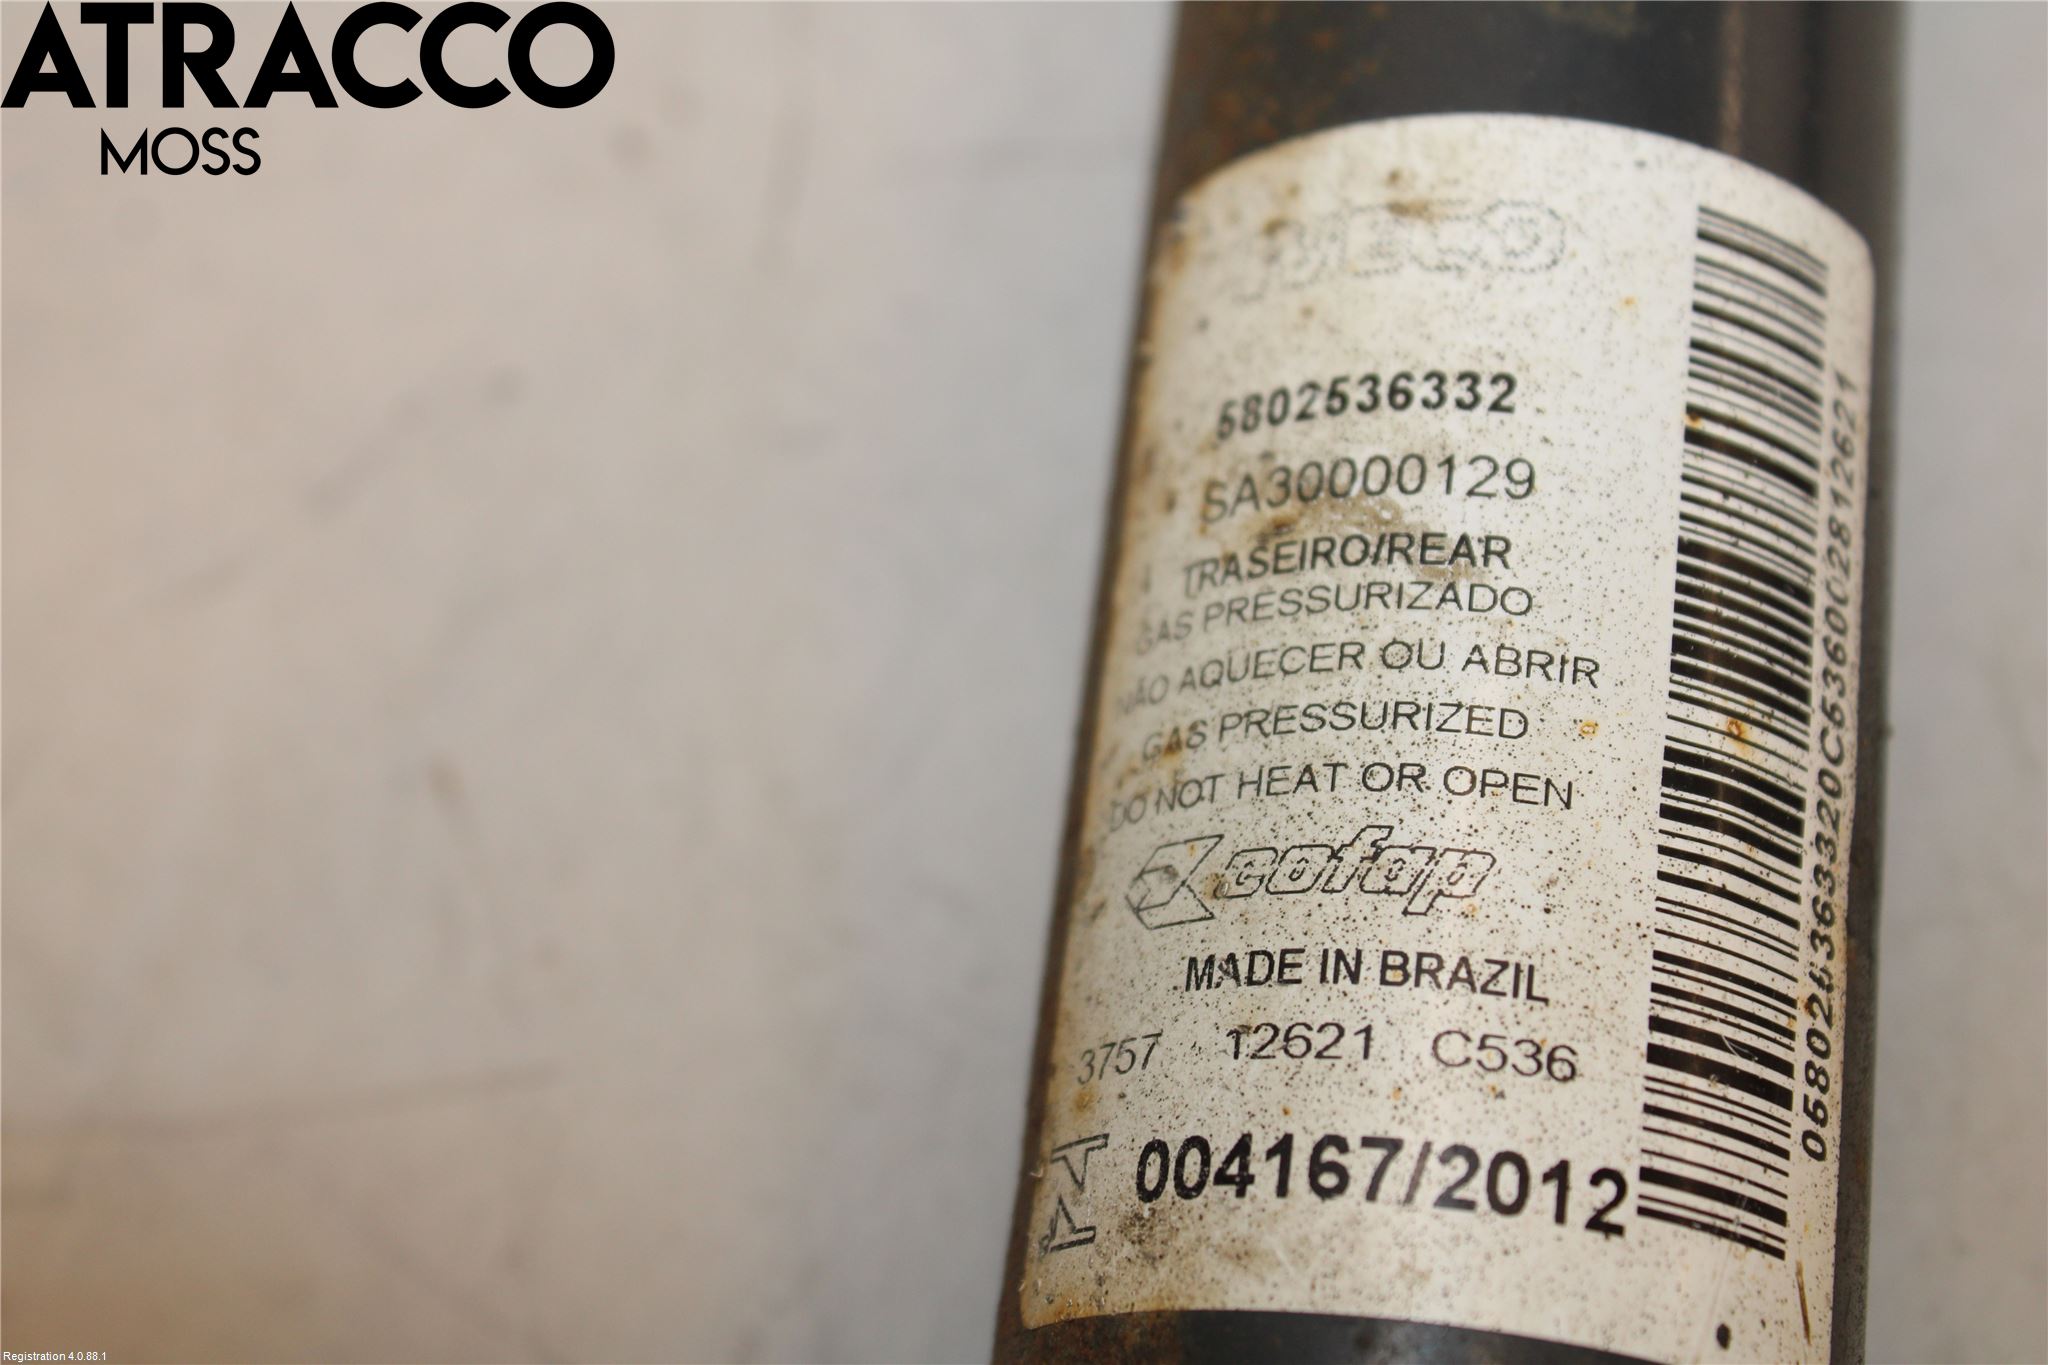 ATRACCO
MOSS
IVECO
5802536332
SA30000129
TRASEIRO/REAR
GAS PRESSURIZADO
NÃO AQUECER OU ABRIR
GAS PRESSURIZED
DO NOT HEAT OR OPEN
cofap
MADE IN BRAZIL
3757 12621 C536
004167/2012
Registration 4.0.88.1